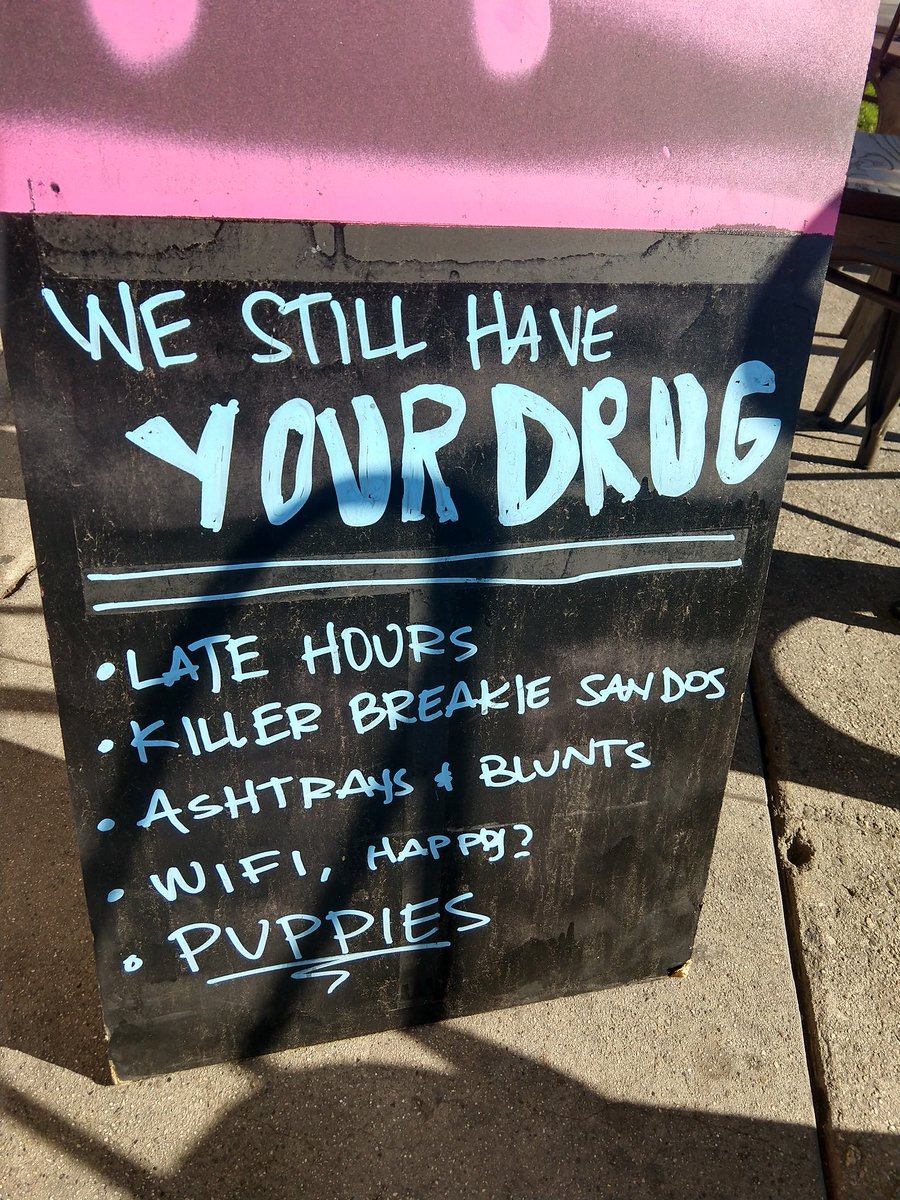 WE STILL HAVE
YOUR DRUG
• LATE HOURS
• KILLER BREAKIE SANDOS
• ASHTRAYS & BLUNTS
• WIFI, HAPPY?
• PUPPIES